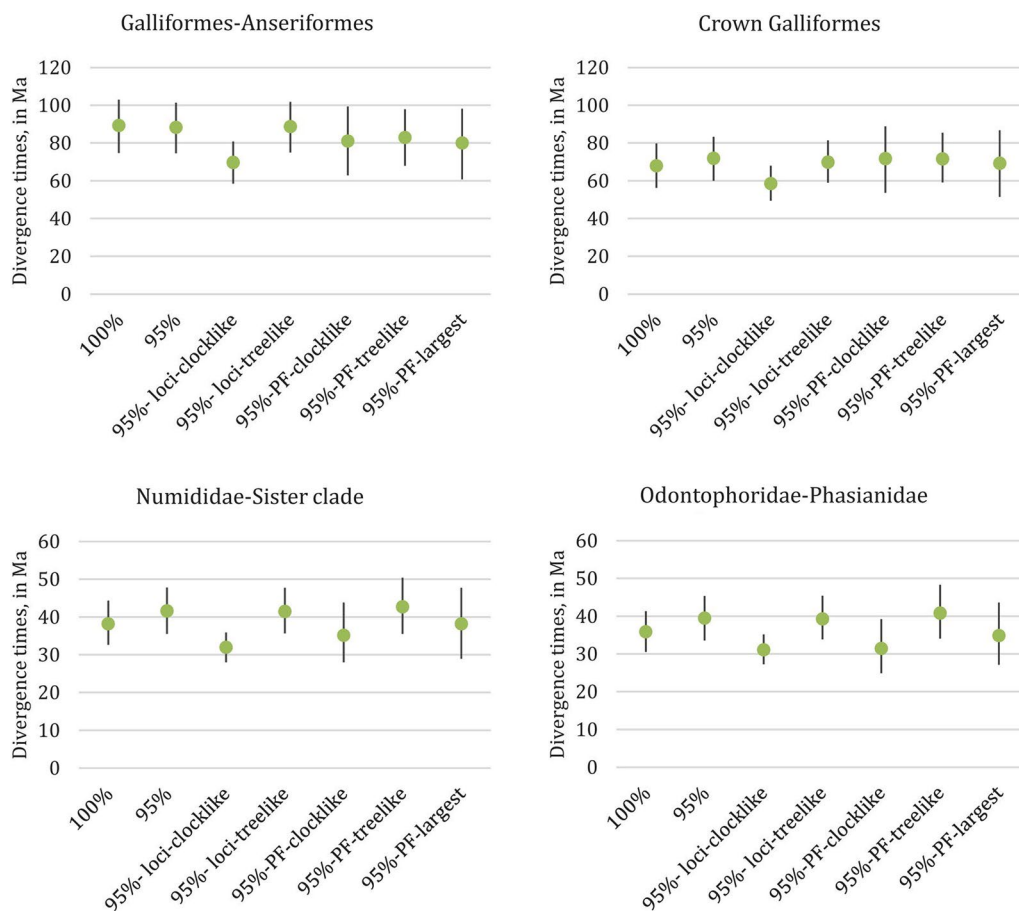 Galliformes-Anseriformes
Divergence times, in Ma
120
100
80
60
40
20
0
100%
95%
95%- loci-clocklike
95%- loci-treelike
95%-PF-clocklike
95%-PF-treelike
95%-PF-largest
Crown Galliformes
Divergence times, in Ma
120
100
80
60
40
20
0
100%
95%
95%- loci-clocklike
95%- loci-treelike
95%-PF-clocklike
95%-PF-treelike
95%-PF-largest
Numididae-Sister clade
Divergence times, in Ma
60
50
40
30
20
10
0
100%
95%
95%- loci-clocklike
95%- loci-treelike
95%-PF-clocklike
95%-PF-treelike
95%-PF-largest
Odontophoridae-Phasianidae
Divergence times, in Ma
60
50
40
30
20
10
0
100%
95%
95%- loci-clocklike
95%- loci-treelike
95%-PF-clocklike
95%-PF-treelike
95%-PF-largest